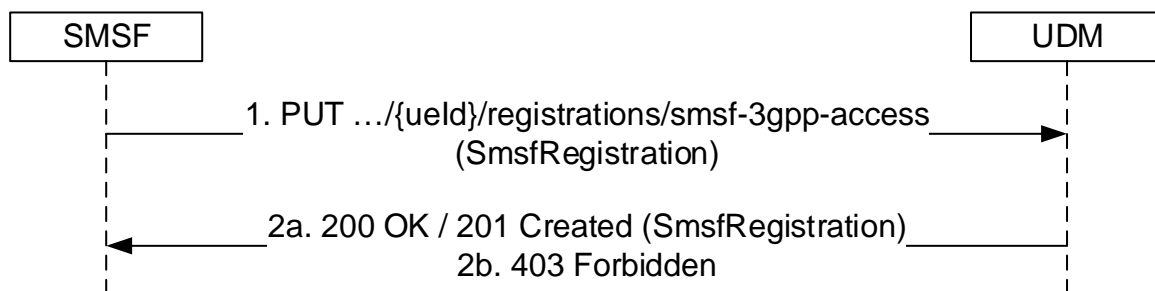 SMSF
UDM
1. PUT …/{ueId}/registrations/smsf-3gpp-access
(SmsfRegistration)
2a. 200 OK / 201 Created (SmsfRegistration)
2b. 403 Forbidden